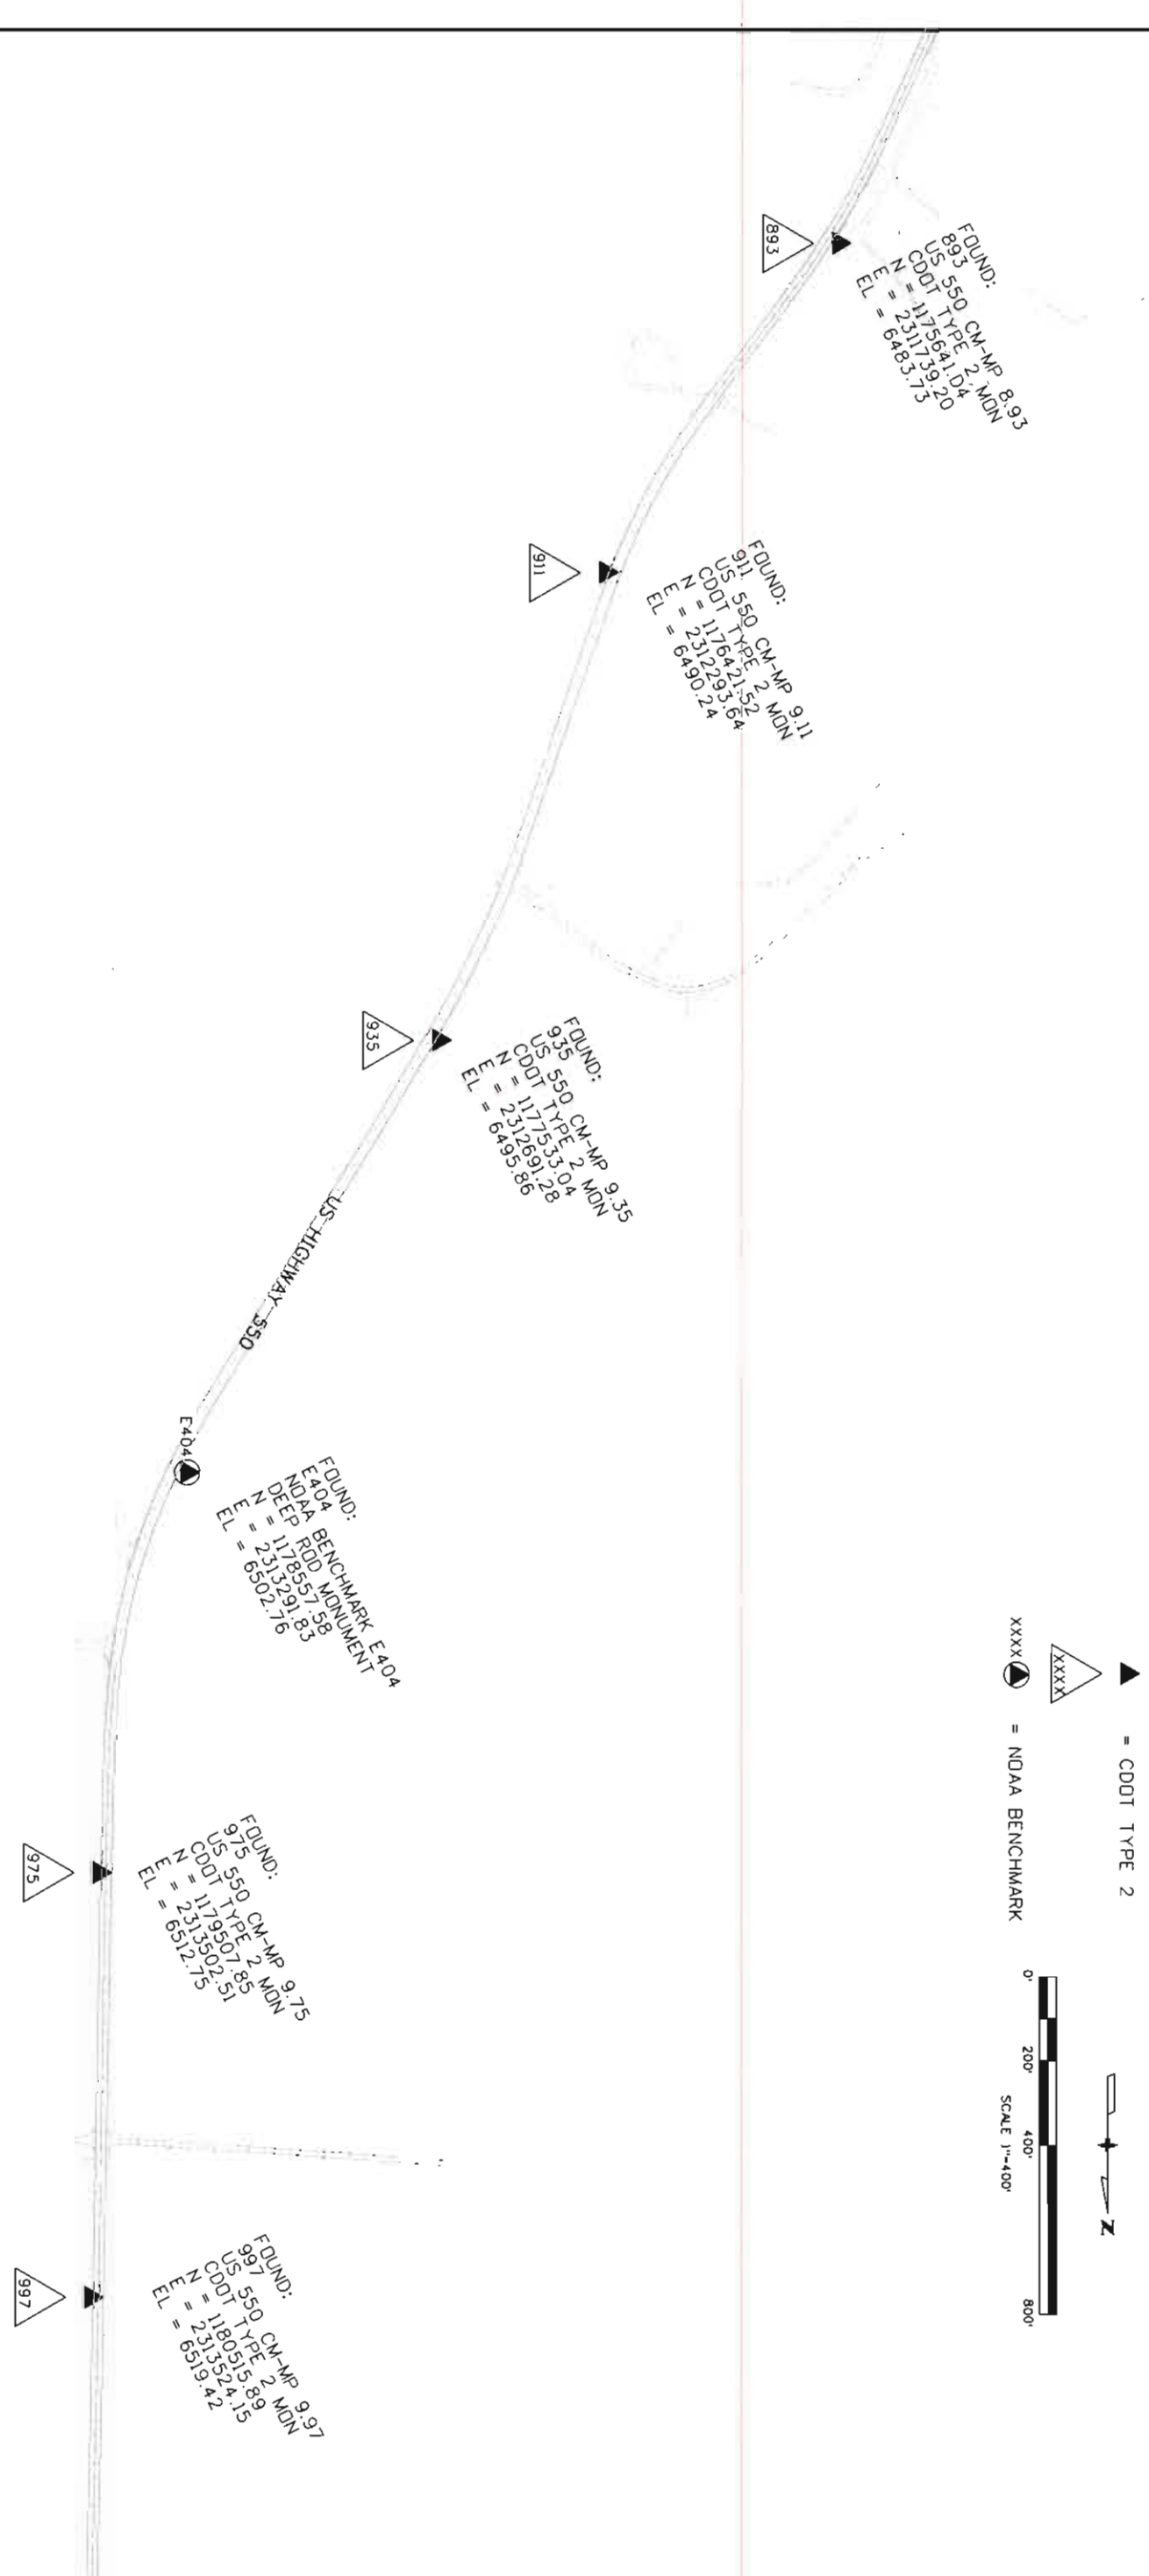 893
FOUND:
893
US 550 CM-MP 8.93
CDOT TYPE 2 MON
N = 1175641.04
E = 2311739.20
EL = 6483.73
911
FOUND:
911
US 550 CM-MP 9.11
CDOT TYPE 2 MON
N = 1176421.52
E = 2312293.64
EL = 6490.24
935
FOUND:
935
US 550 CM-MP 9.35
CDOT TYPE 2 MON
N = 1177533.04
E = 2312691.28
EL = 6495.86
US HIGHWAY 550
E404
FOUND:
E404
NOAA BENCHMARK E404
DEEP ROD MONUMENT
N = 1178557.58
E = 2313291.83
EL = 6502.76
975
FOUND:
975
US 550 CM-MP 9.75
CDOT TYPE 2 MON
N = 1179507.85
E = 2313502.51
EL = 6512.75
997
FOUND:
997
US 550 CM-MP 9.97
CDOT TYPE 2 MON
N = 1180515.89
E = 2313524.15
EL = 6519.42
= CDOT TYPE 2
XXXX
XXXX = NOAA BENCHMARK
0' 200' 400' 800'
SCALE 1"=400'
N